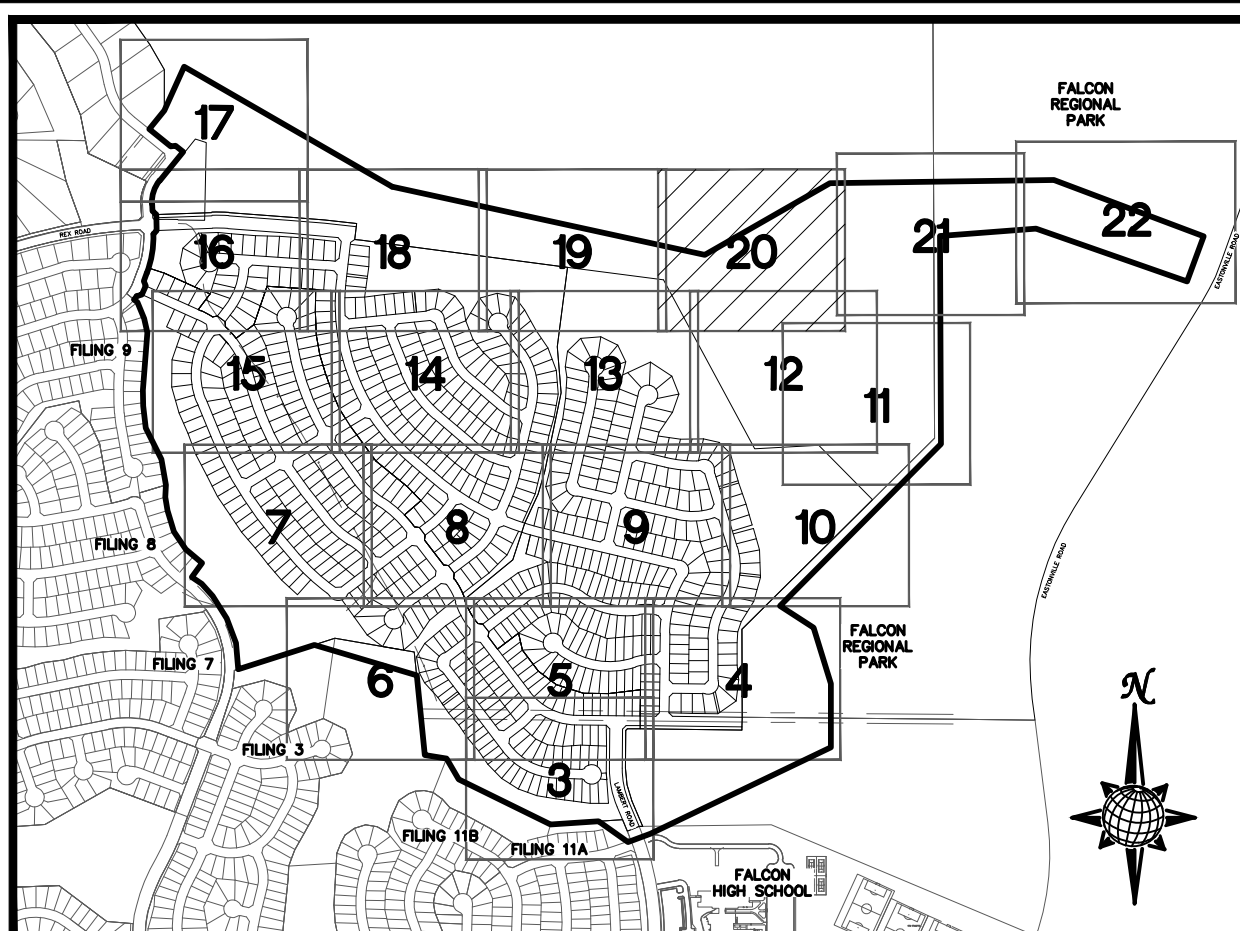 FALCON
REGIONAL
PARK
17
REX ROAD
16
18
19
20
21
22
EASTONVILLE ROAD
FILING 9
15
14
13
12
11
FILING 8
7
8
9
10
EASTONVILLE ROAD
FILING 7
6
5
4
FALCON
REGIONAL
PARK
N
FILING 3
3
LAMBERT ROAD
FILING 11B
FILING 11A
FALCON
HIGH SCHOOL